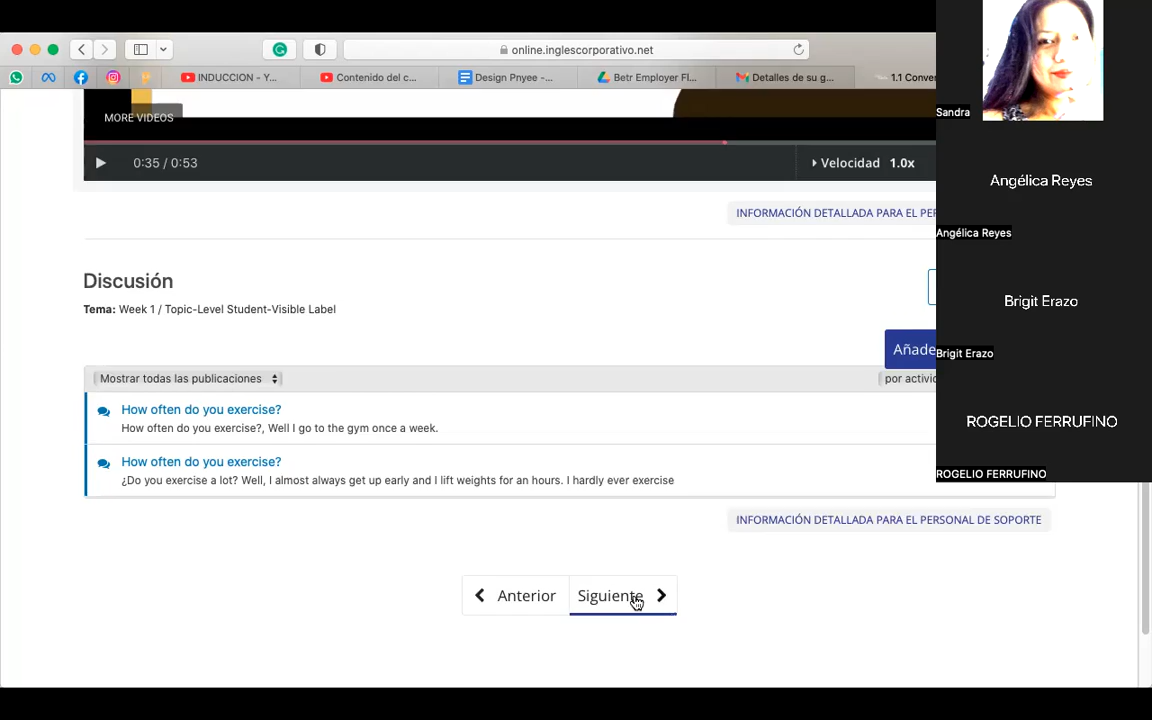 online.inglescorporativo.net
INDUCCION - Y...
Contenido del c...
Design Pnyee -...
Betr Employer Fl...
Detalles de su g...
1.1 Conver
MORE VIDEOS
0:35 / 0:53
Velocidad 1.0x
INFORMACIÓN DETALLADA PARA EL PER
Discusión
Tema: Week 1 / Topic-Level Student-Visible Label
Añade
Mostrar todas las publicaciones
por activid
How often do you exercise?
How often do you exercise?, Well I go to the gym once a week.
How often do you exercise?
¿Do you exercise a lot? Well, I almost always get up early and I lift weights for an hours. I hardly ever exercise
INFORMACIÓN DETALLADA PARA EL PERSONAL DE SOPORTE
Anterior
Siguiente
Sandra
Angélica Reyes
Angélica Reyes
Brigit Erazo
Brigit Erazo
ROGELIO FERRUFINO
ROGELIO FERRUFINO